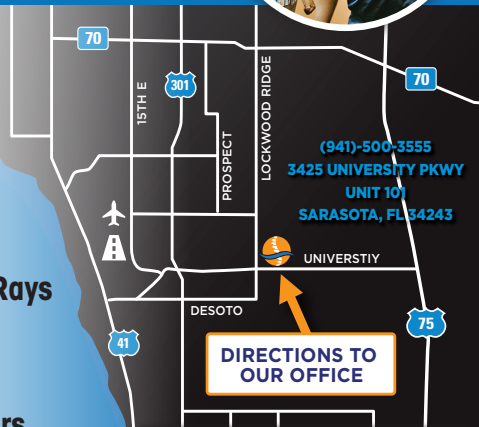 70
301
70
15TH E
PROSPECT
LOCKWOOD RIDGE
(941)-500-3555
3425 UNIVERSITY PKWY
UNIT 101
SARASOTA, FL 34243
UNIVERSTIY
Rays
DESOTO
41
75
DIRECTIONS TO
OUR OFFICE
rs